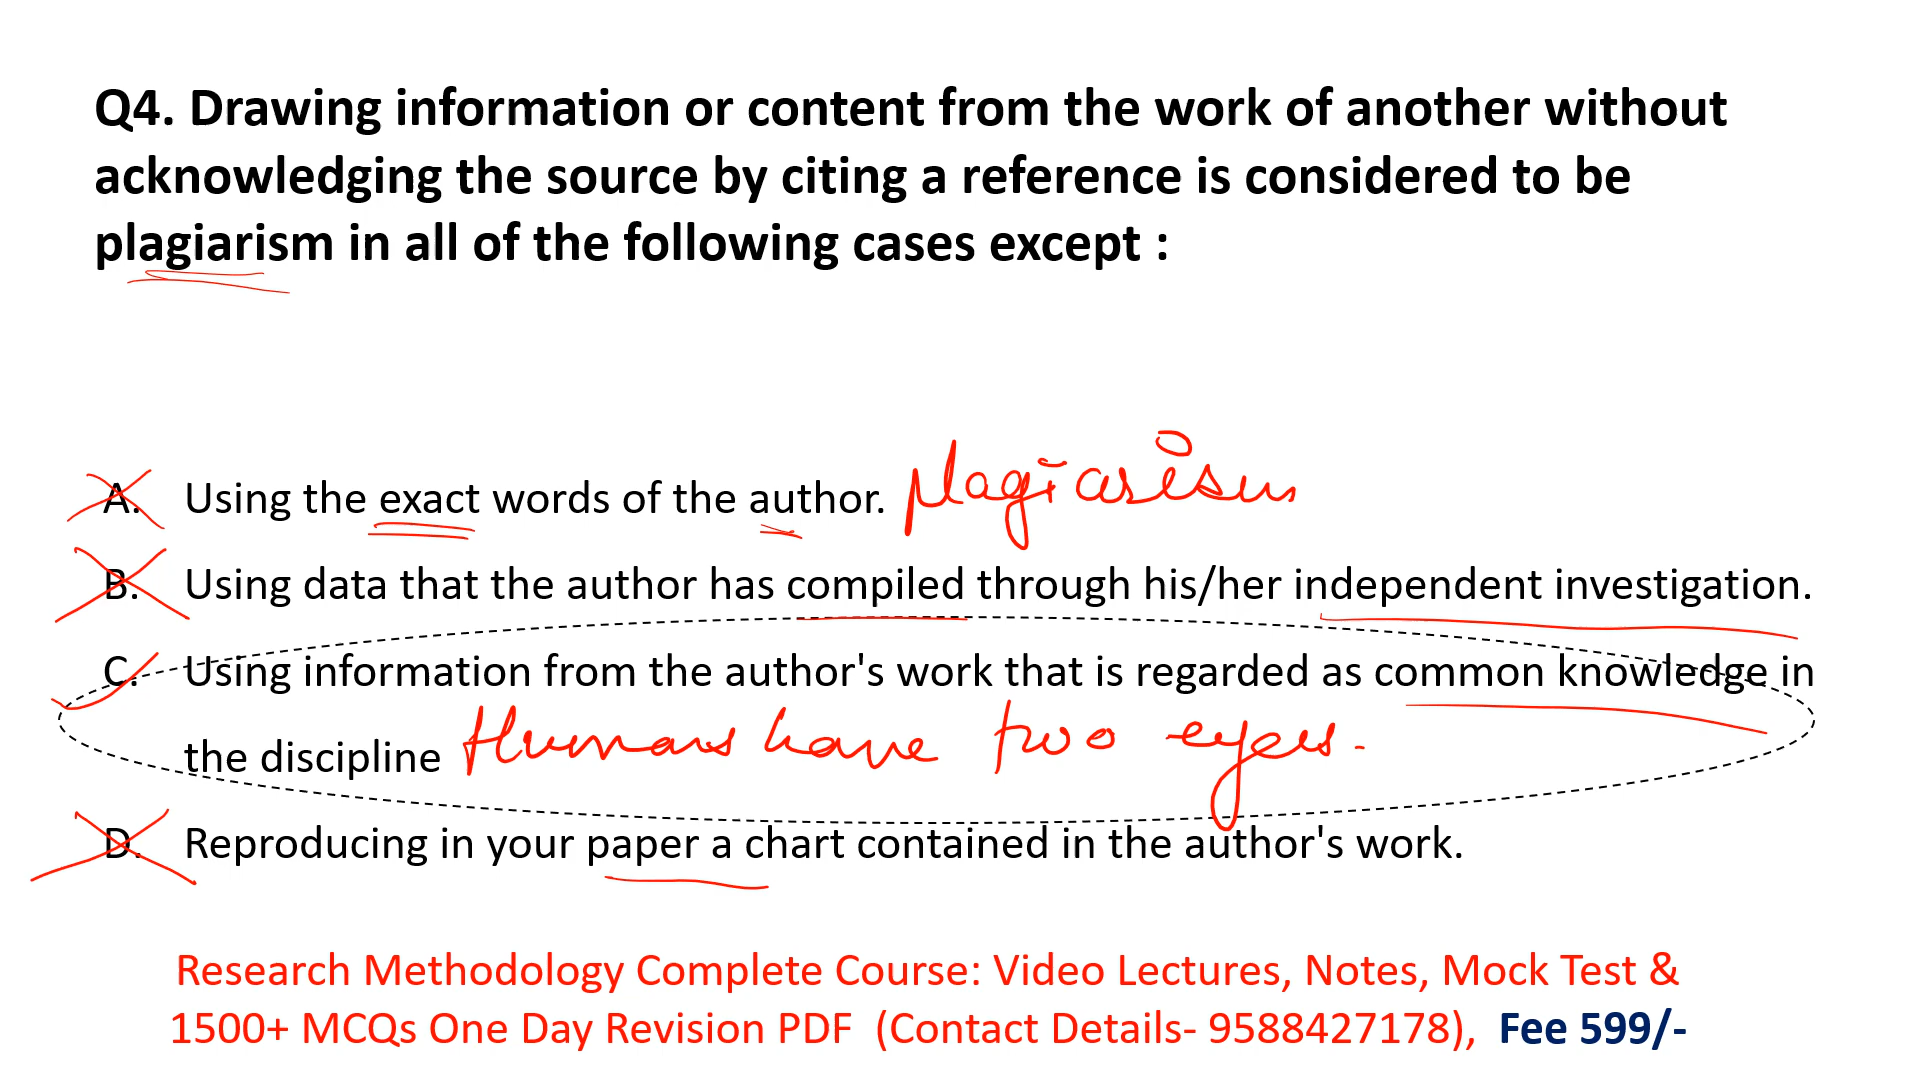 Q4. Drawing information or content from the work of another without
acknowledging the source by citing a reference is considered to be
plagiarism in all of the following cases except :
A. Using the exact words of the author. plagiarism
B. Using data that the author has compiled through his/her independent investigation.
C. Using information from the author's work that is regarded as common knowledge in
the discipline Humans have two eyes.
D. Reproducing in your paper a chart contained in the author's work.
Research Methodology Complete Course: Video Lectures, Notes, Mock Test &
1500+ MCQs One Day Revision PDF (Contact Details- 9588427178), Fee 599/-